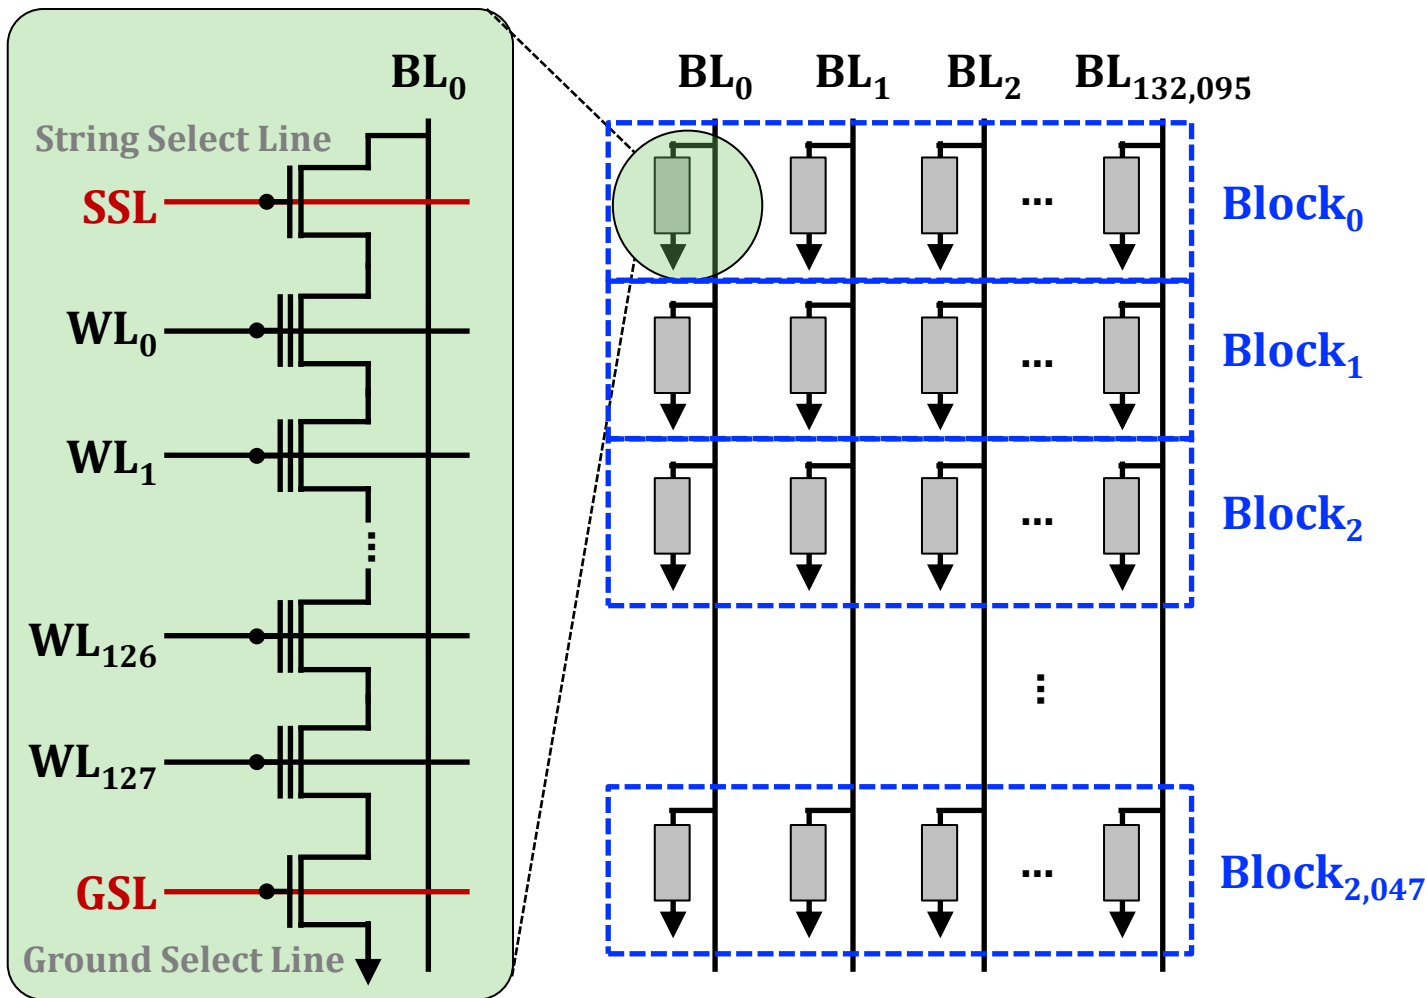 BL₀
String Select Line
SSL
WL₀
WL₁
⋮
WL₁₂₆
WL₁₂₇
GSL
Ground Select Line
BL₀ BL₁ BL₂ BL₁₃₂,₀₉₅
... Block₀
... Block₁
... Block₂
⋮
... Block₂,₀₄₇